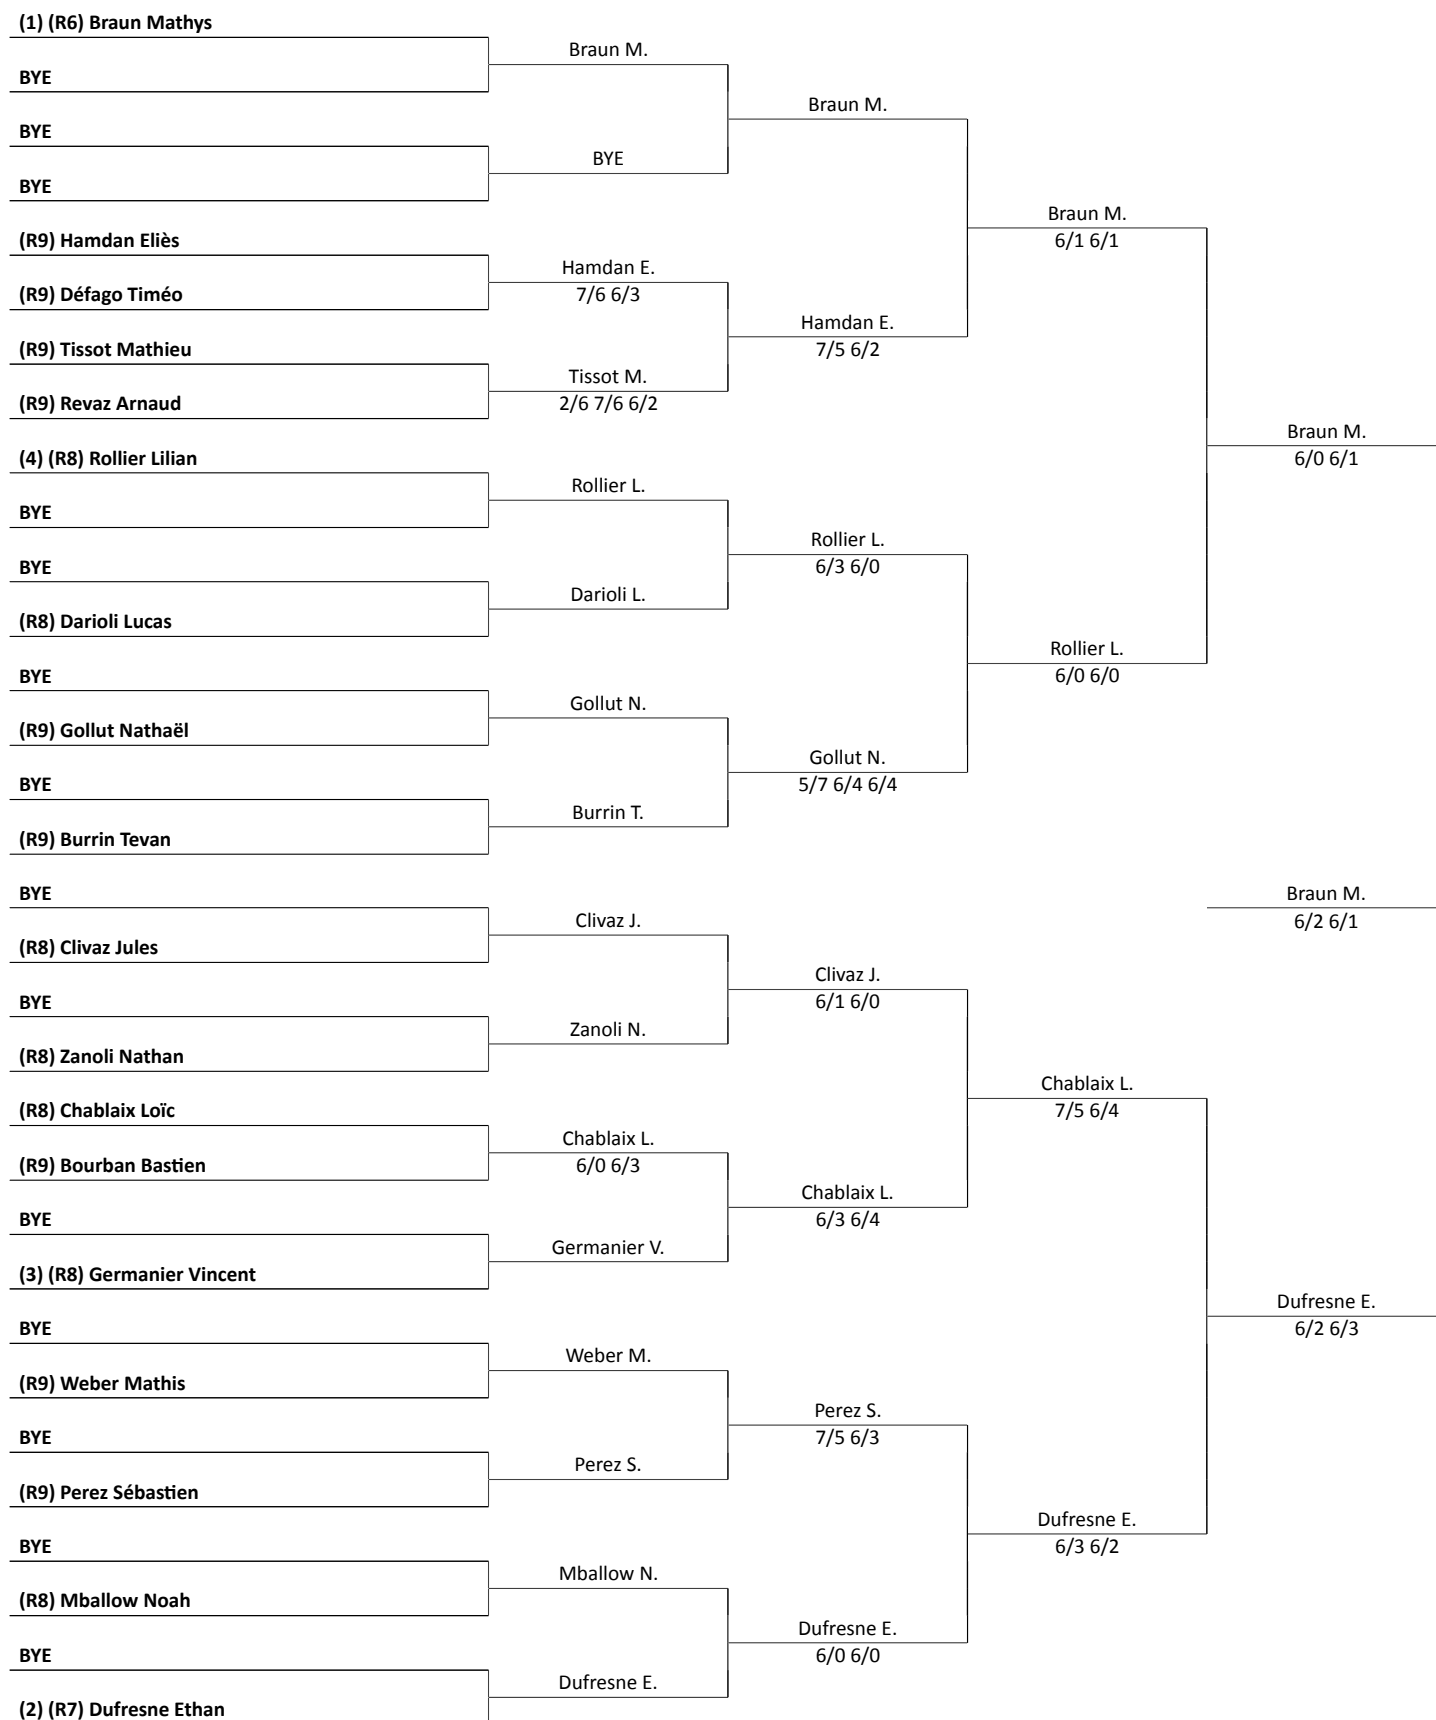 (1) (R6) Braun Mathys
BYE
BYE
BYE
(R9) Hamdan Eliès
(R9) Défago Timéo
(R9) Tissot Mathieu
(R9) Revaz Arnaud
(4) (R8) Rollier Lilian
BYE
BYE
(R8) Darioli Lucas
BYE
(R9) Gollut Nathaël
BYE
(R9) Burrin Tevan
BYE
(R8) Clivaz Jules
BYE
(R8) Zanoli Nathan
(R8) Chablaix Loïc
(R9) Bourban Bastien
BYE
(3) (R8) Germanier Vincent
BYE
(R9) Weber Mathis
BYE
(R9) Perez Sébastien
BYE
(R8) Mballow Noah
BYE
(2) (R7) Dufresne Ethan
Braun M.
BYE
Hamdan E.
7/6 6/3
Tissot M.
2/6 7/6 6/2
Rollier L.
Darioli L.
Gollut N.
Burrin T.
Clivaz J.
Zanoli N.
Chablaix L.
6/0 6/3
Germanier V.
Weber M.
Perez S.
Mballow N.
Dufresne E.
Braun M.
Hamdan E.
7/5 6/2
Rollier L.
6/3 6/0
Gollut N.
5/7 6/4 6/4
Clivaz J.
6/1 6/0
Chablaix L.
6/3 6/4
Perez S.
7/5 6/3
Dufresne E.
6/0 6/0
Braun M.
6/1 6/1
Rollier L.
6/0 6/0
Chablaix L.
7/5 6/4
Dufresne E.
6/3 6/2
Braun M.
6/0 6/1
Braun M.
6/2 6/1
Dufresne E.
6/2 6/3